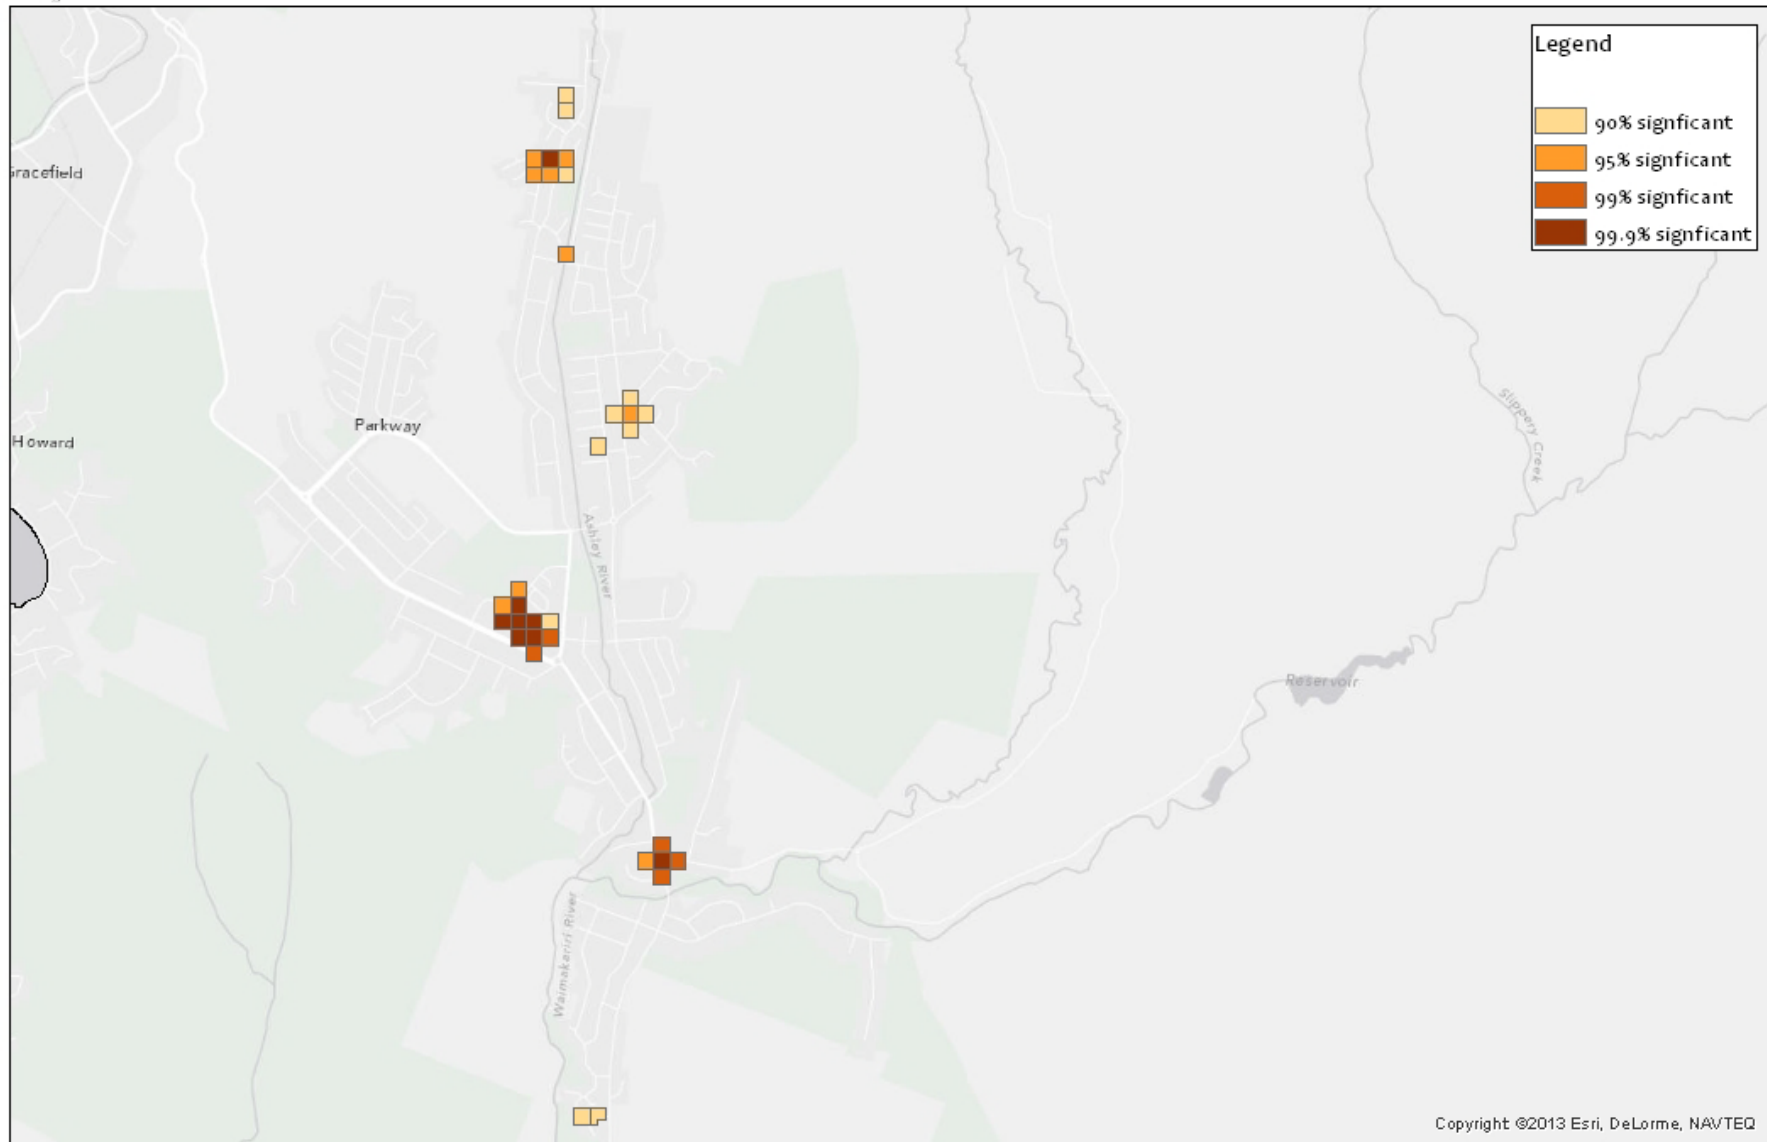 Legend
90% signficant
95% signficant
99% signficant
99.9% signficant
Gracefield
Parkway
Howard
Slippery Creek
Ashley River
Reservoir
Waimakariri River
Copyright ©2013 Esri, DeLorme, NAVTEQ